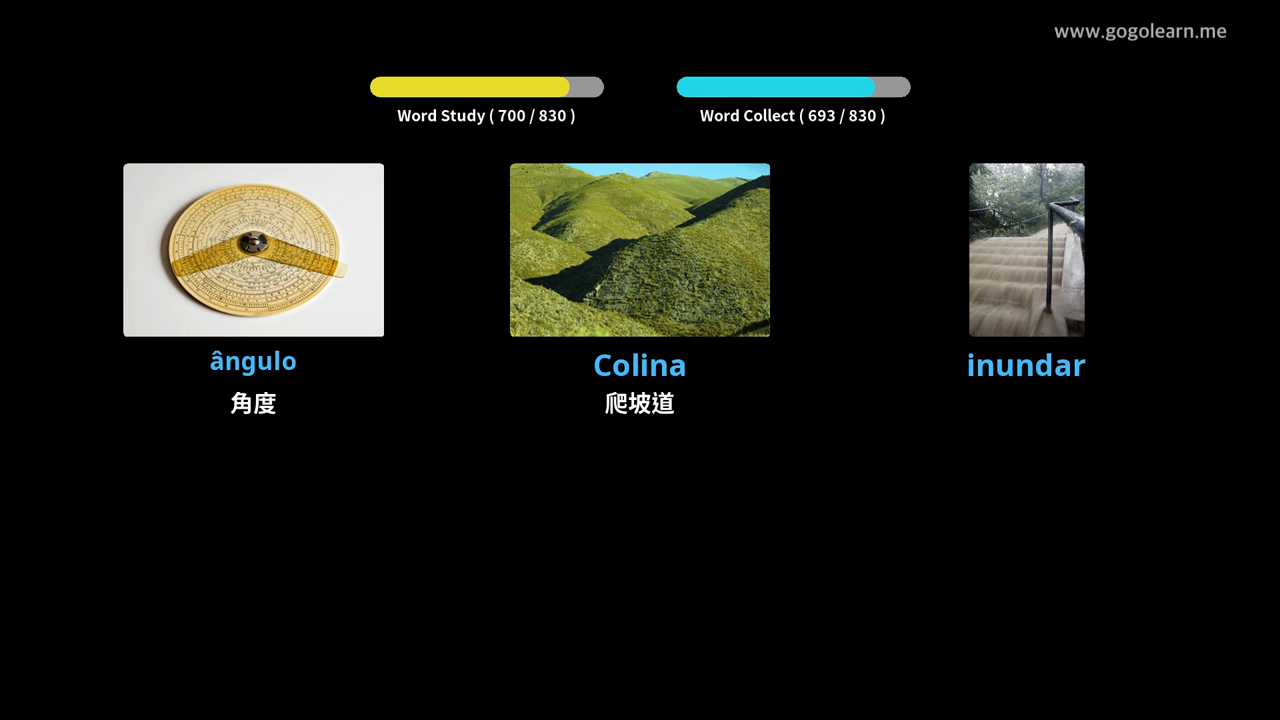 www.gogolearn.me
Word Study ( 700 / 830 )
Word Collect ( 693 / 830 )
ângulo
角度
Colina
爬坡道
inundar